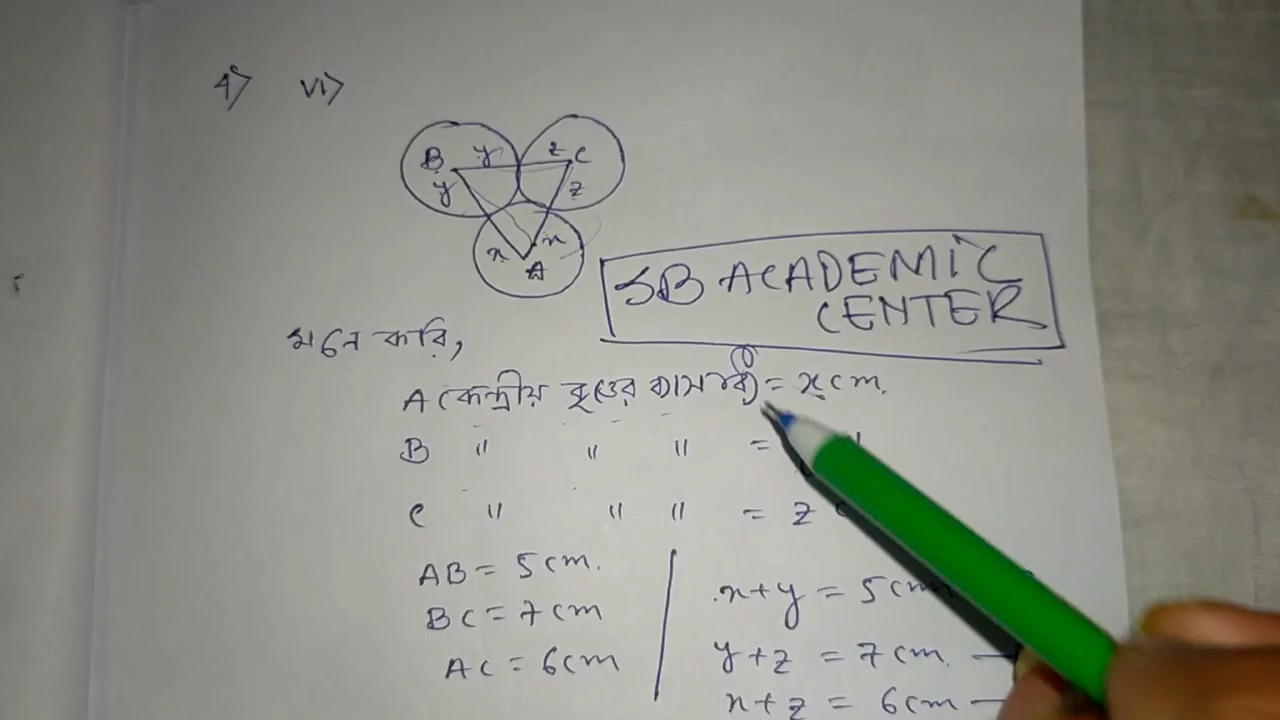 4> VI>
B y z C
y z
x x
A
SB ACADEMIC
CENTER
মনে করি,
A কেন্দ্রীয় বৃত্তের ব্যাসার্ধ = x cm.
B " " " =
C " " " = z
AB = 5 cm.
BC = 7 cm
AC = 6 cm
x + y = 5 cm
y + z = 7 cm. —
x + z = 6 cm —